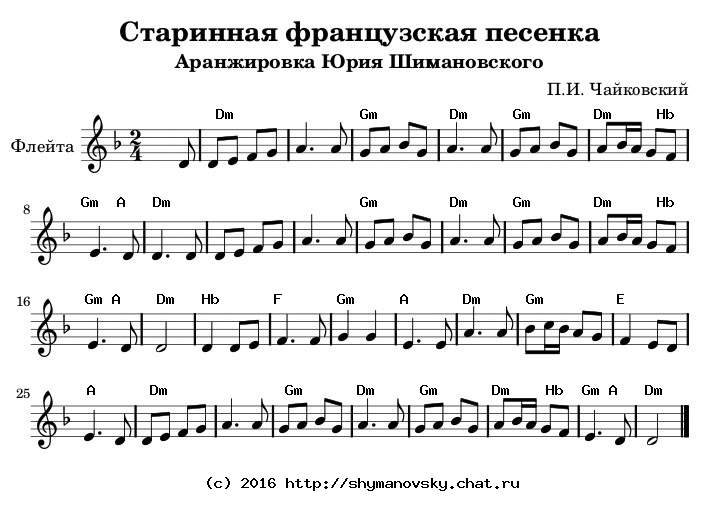 Старинная французская песенка
Аранжировка Юрия Шимановского
П.И. Чайковский
Dm Gm Dm Gm Dm Hb
Флейта 2/4
8 Gm A Dm Gm Dm Gm Dm Hb
16 Gm A Dm Hb F Gm A Dm Gm E
25 A Dm Gm Dm Gm Dm Hb Gm A Dm
(c) 2016 http://shymanovsky.chat.ru